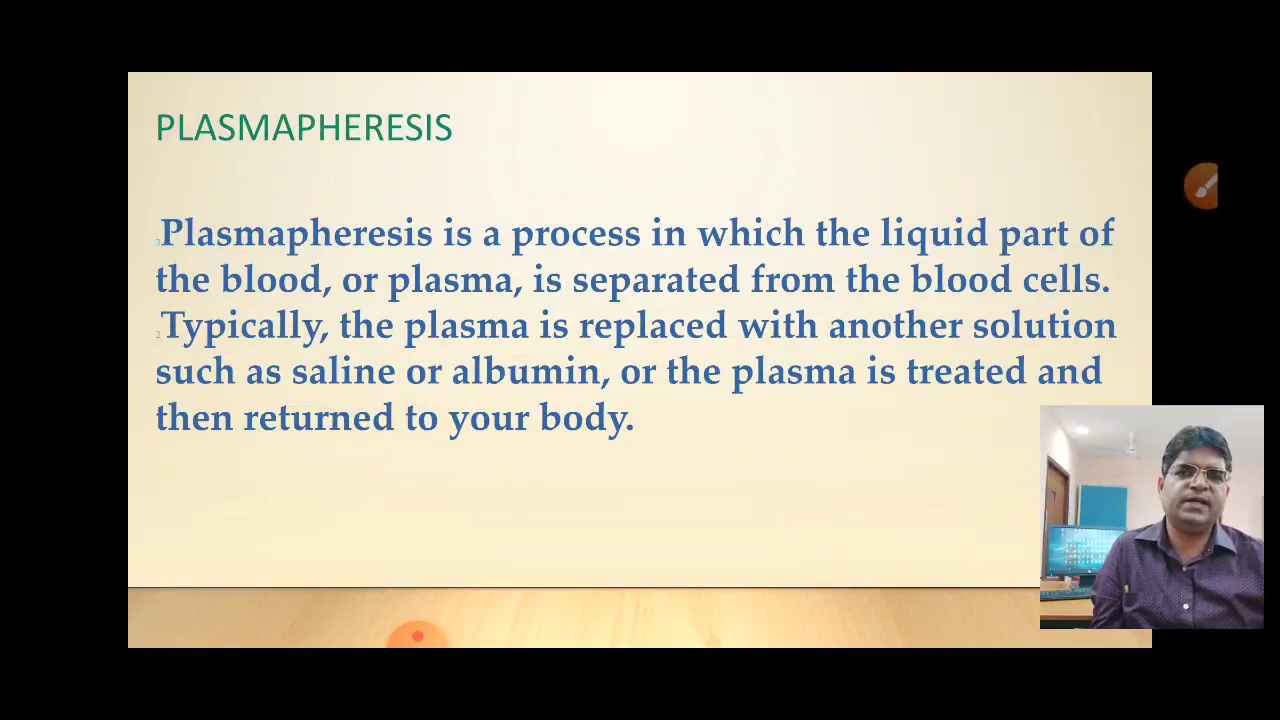 PLASMAPHERESIS
Plasmapheresis is a process in which the liquid part of
the blood, or plasma, is separated from the blood cells.
Typically, the plasma is replaced with another solution
such as saline or albumin, or the plasma is treated and
then returned to your body.